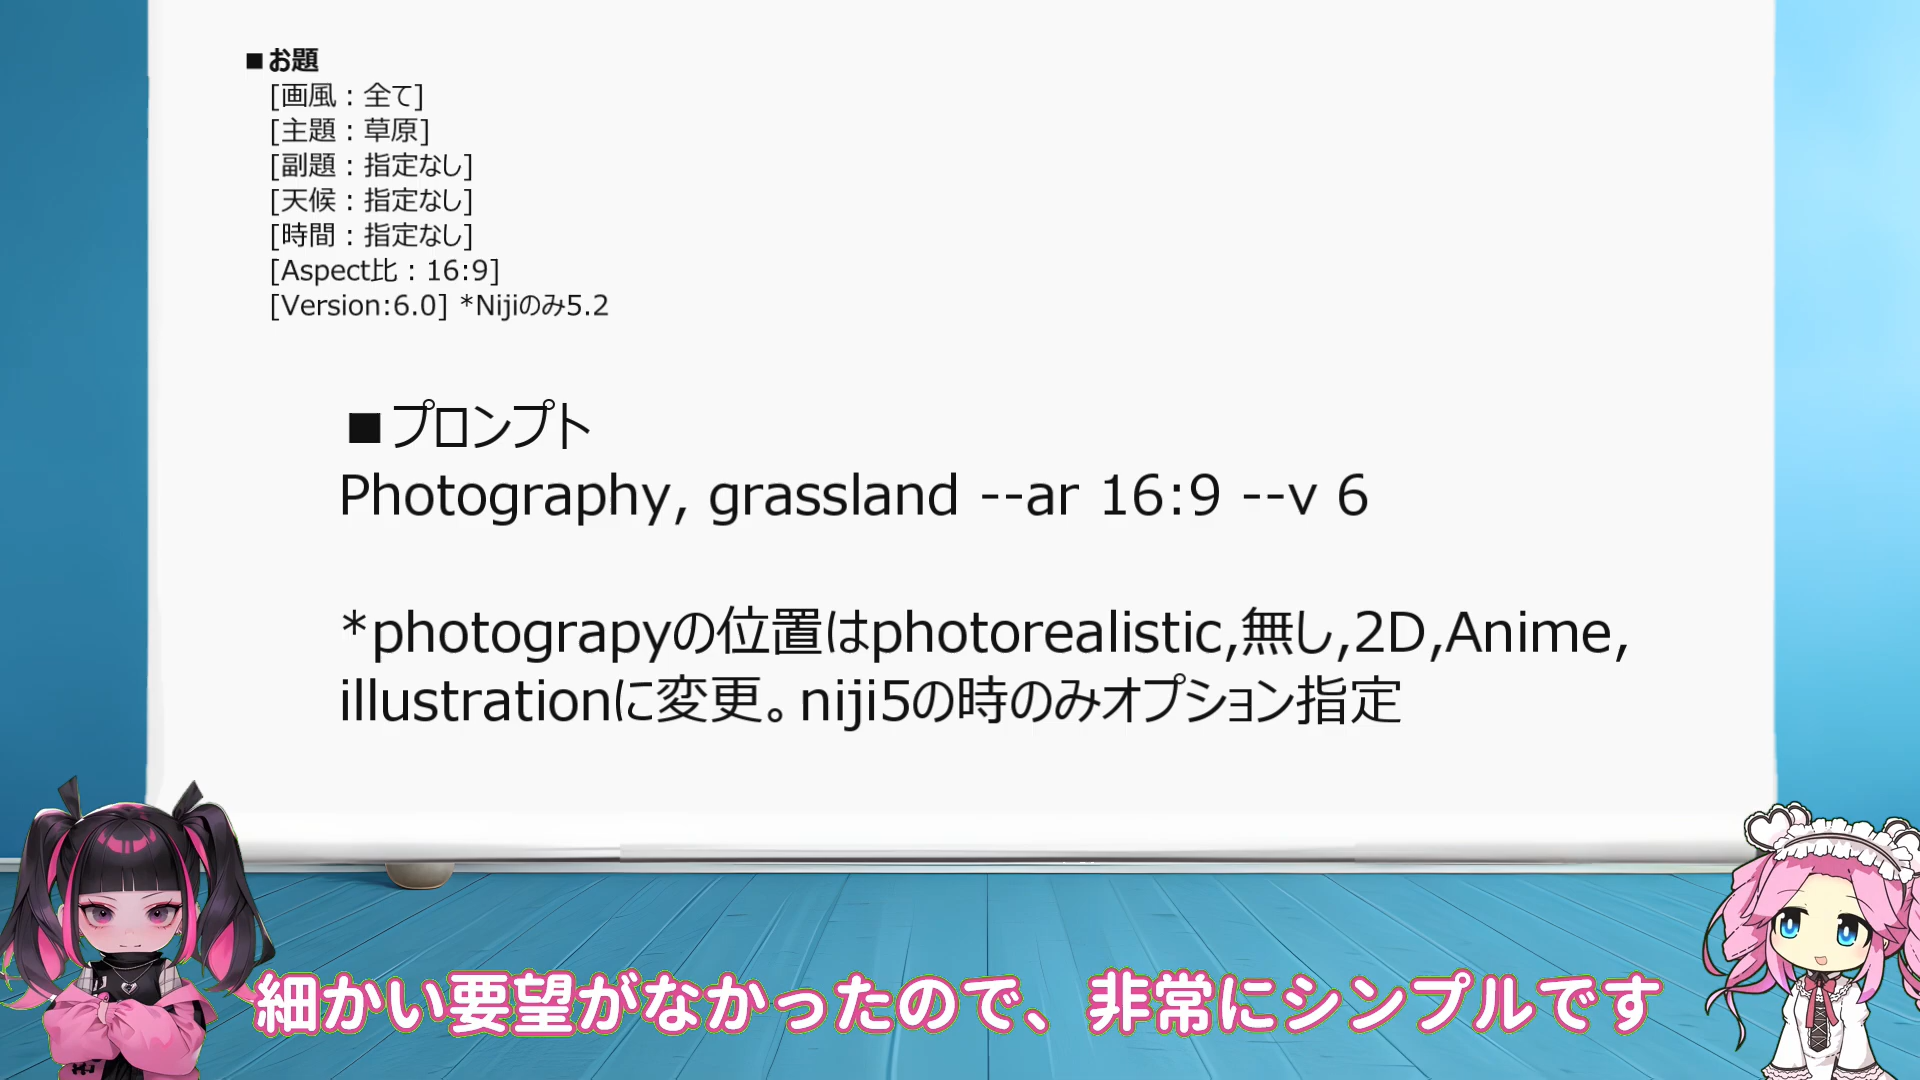 ■お題
[画風：全て]
[主題：草原]
[副題：指定なし]
[天候：指定なし]
[時間：指定なし]
[Aspect比：16:9]
[Version:6.0] *Nijiのみ5.2
■プロンプト
Photography, grassland --ar 16:9 --v 6
*photograpyの位置はphotorealistic,無し,2D,Anime,
illustrationに変更。niji5の時のみオプション指定
細かい要望がなかったので、非常にシンプルです